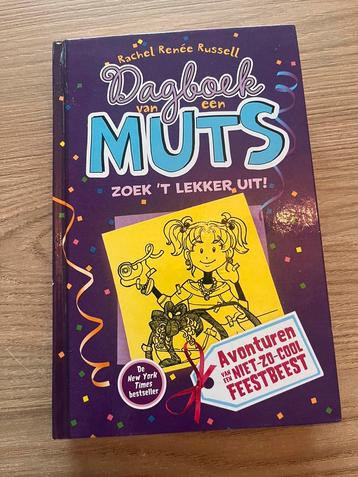 Rachel Renée Russell
Dagboek
van een
MUTS
ZOEK 'T LEKKER UIT!
De
New York
Times
bestseller
Avonturen
VAN EEN NIET-ZO-COOL
FEESTBEEST